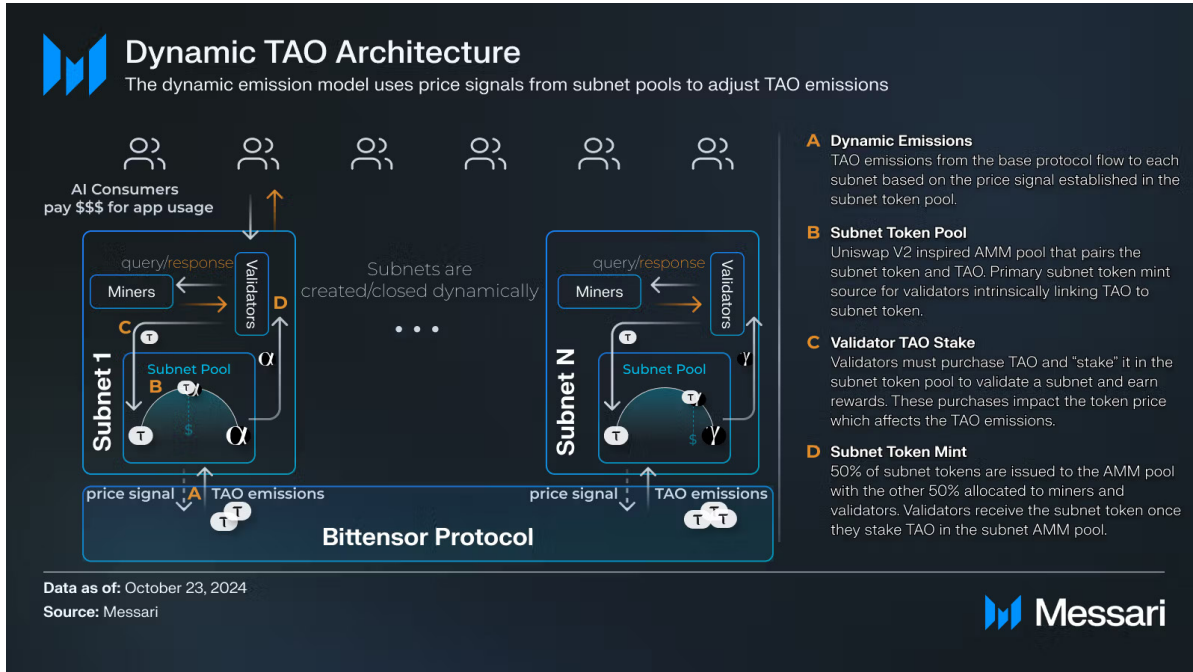 Dynamic TAO Architecture
The dynamic emission model uses price signals from subnet pools to adjust TAO emissions
AI Consumers
pay $$$ for app usage
Subnet 1
query/response
Miners
Validators
D
C
T
α
Subnet Pool
B
T α
$
T
α
Subnets are
created/closed dynamically
• • •
Subnet N
query/response
Miners
Validators
T
γ
Subnet Pool
T γ
$
T
γ
price signal
A
TAO emissions
T T
price signal
TAO emissions
T T T
Bittensor Protocol
A Dynamic Emissions
TAO emissions from the base protocol flow to each
subnet based on the price signal established in the
subnet token pool.
B Subnet Token Pool
Uniswap V2 inspired AMM pool that pairs the
subnet token and TAO. Primary subnet token mint
source for validators intrinsically linking TAO to
subnet token.
C Validator TAO Stake
Validators must purchase TAO and “stake” it in the
subnet token pool to validate a subnet and earn
rewards. These purchases impact the token price
which affects the TAO emissions.
D Subnet Token Mint
50% of subnet tokens are issued to the AMM pool
with the other 50% allocated to miners and
validators. Validators receive the subnet token once
they stake TAO in the subnet AMM pool.
Data as of: October 23, 2024
Source: Messari
Messari